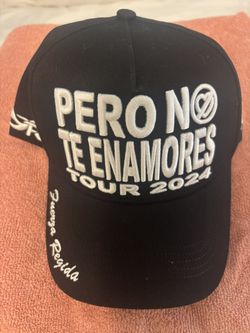 PERO NO
TE ENAMORES
TOUR 2024
Fuerza Regida